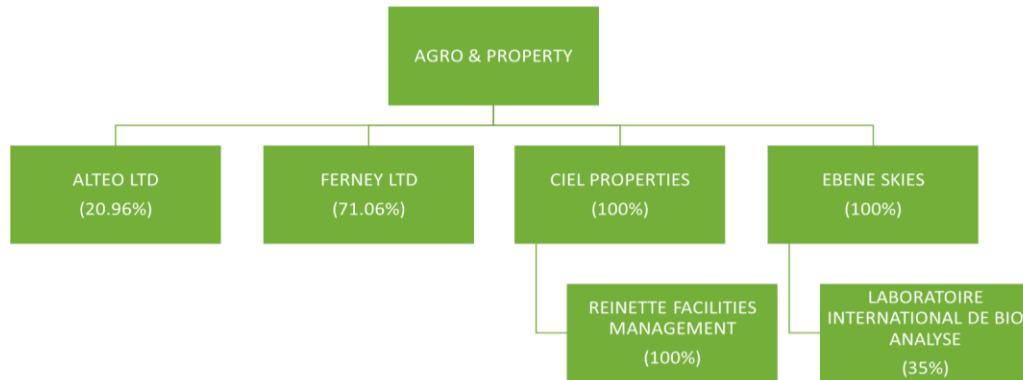 AGRO & PROPERTY
ALTEO LTD
(20.96%)
FERNEY LTD
(71.06%)
CIEL PROPERTIES
(100%)
EBENE SKIES
(100%)
REINETTE FACILITIES
MANAGEMENT
(100%)
LABORATOIRE
INTERNATIONAL DE BIO
ANALYSE
(35%)